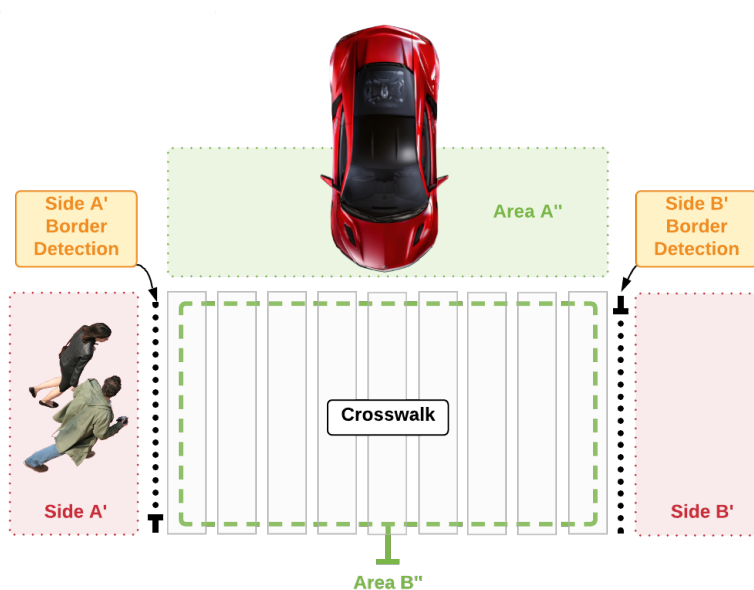 Area A"
Side A'
Border
Detection
Side B'
Border
Detection
Crosswalk
Side A'
Side B'
Area B"